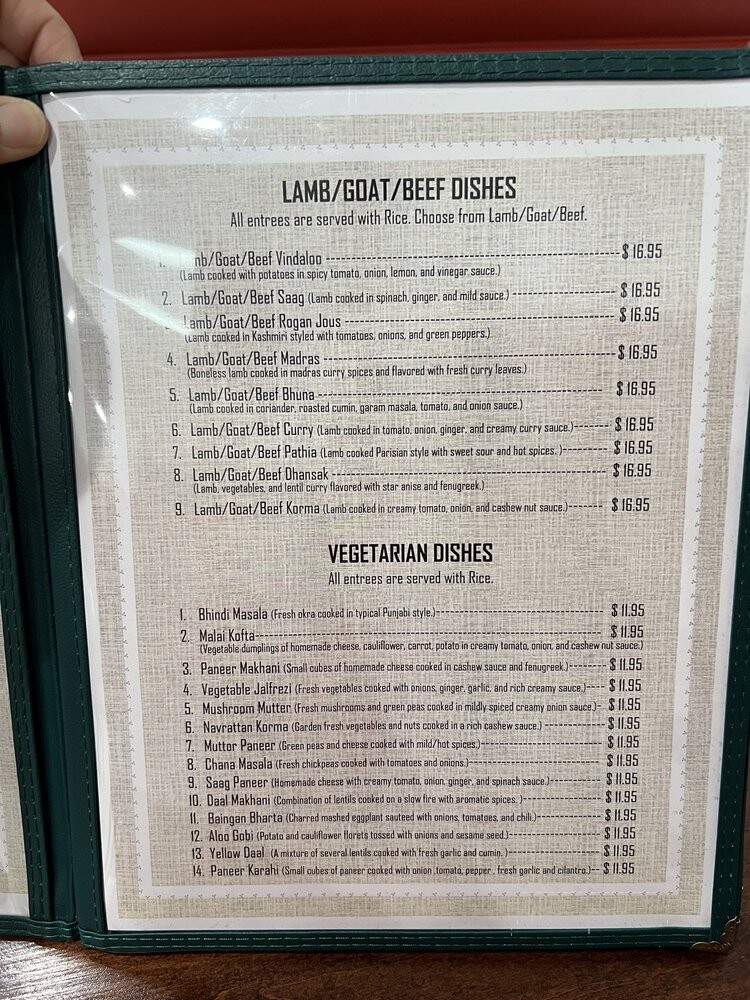 LAMB/GOAT/BEEF DISHES
All entrees are served with Rice. Choose from Lamb/Goat/Beef.
1. mb/Goat/Beef Vindaloo $ 16.95
(Lamb cooked with potatoes in spicy tomato, onion, lemon, and vinegar sauce.)
2. Lamb/Goat/Beef Saag (Lamb cooked in spinach, ginger, and mild sauce.) $ 16.95
Lamb/Goat/Beef Rogan Jous $ 16.95
(Lamb cooked in Kashmiri styled with tomatoes, onions, and green peppers.)
4. Lamb/Goat/Beef Madras $ 16.95
(Boneless lamb cooked in madras curry spices and flavored with fresh curry leaves.)
5. Lamb/Goat/Beef Bhuna $ 16.95
(Lamb cooked in coriander, roasted cumin, garam masala, tomato, and onion sauce.)
6. Lamb/Goat/Beef Curry (Lamb cooked in tomato, onion, ginger, and creamy curry sauce.) $ 16.95
7. Lamb/Goat/Beef Pathia (Lamb cooked Parisian style with sweet sour and hot spices. ) $ 16.95
8. Lamb/Goat/Beef Dhansak $ 16.95
(Lamb, vegetables, and lentil curry flavored with star anise and fenugreek.)
9. Lamb/Goat/Beef Korma (Lamb cooked in creamy tomato, onion, and cashew nut sauce.) $ 16.95
VEGETARIAN DISHES
All entrees are served with Rice.
1. Bhindi Masala (Fresh okra cooked in typical Punjabi style.) $ 11.95
2. Malai Kofta $ 11.95
(Vegetable dumplings of homemade cheese, cauliflower, carrot, potato in creamy tomato, onion, and cashew nut sauce.)
3. Paneer Makhani (Small cubes of homemade cheese cooked in cashew sauce and fenugreek.) $ 11.95
4. Vegetable Jalfrezi (Fresh vegetables cooked with onions, ginger, garlic, and rich creamy sauce.) $ 11.95
5. Mushroom Mutter (Fresh mushrooms and green peas cooked in mildly spiced creamy onion sauce) $ 11.95
6. Navrattan Korma (Garden fresh vegetables and nuts cooked in a rich cashew sauce.) $ 11.95
7. Muttor Paneer (Green peas and cheese cooked with mild/hot spices.) $ 11.95
8. Chana Masala (Fresh chickpeas cooked with tomatoes and onions.) $ 11.95
9. Saag Paneer (Homemade cheese with creamy tomato, onion, ginger, and spinach sauce.) $ 11.95
10. Daal Makhani (Combination of lentils cooked on a slow fire with aromatic spices. ) $ 11.95
11. Baingan Bharta (Charred mashed eggplant sauteed with onions, tomatoes, and chili.) $ 11.95
12. Aloo Gobi (Potato and cauliflower florets tossed with onions and sesame seed.) $ 11.95
13. Yellow Daal (A mixture of several lentils cooked with fresh garlic and cumin. ) $ 11.95
14. Paneer Karahi (Small cubes of paneer cooked with onion ,tomato, pepper , fresh garlic and cilantro.) $ 11.95